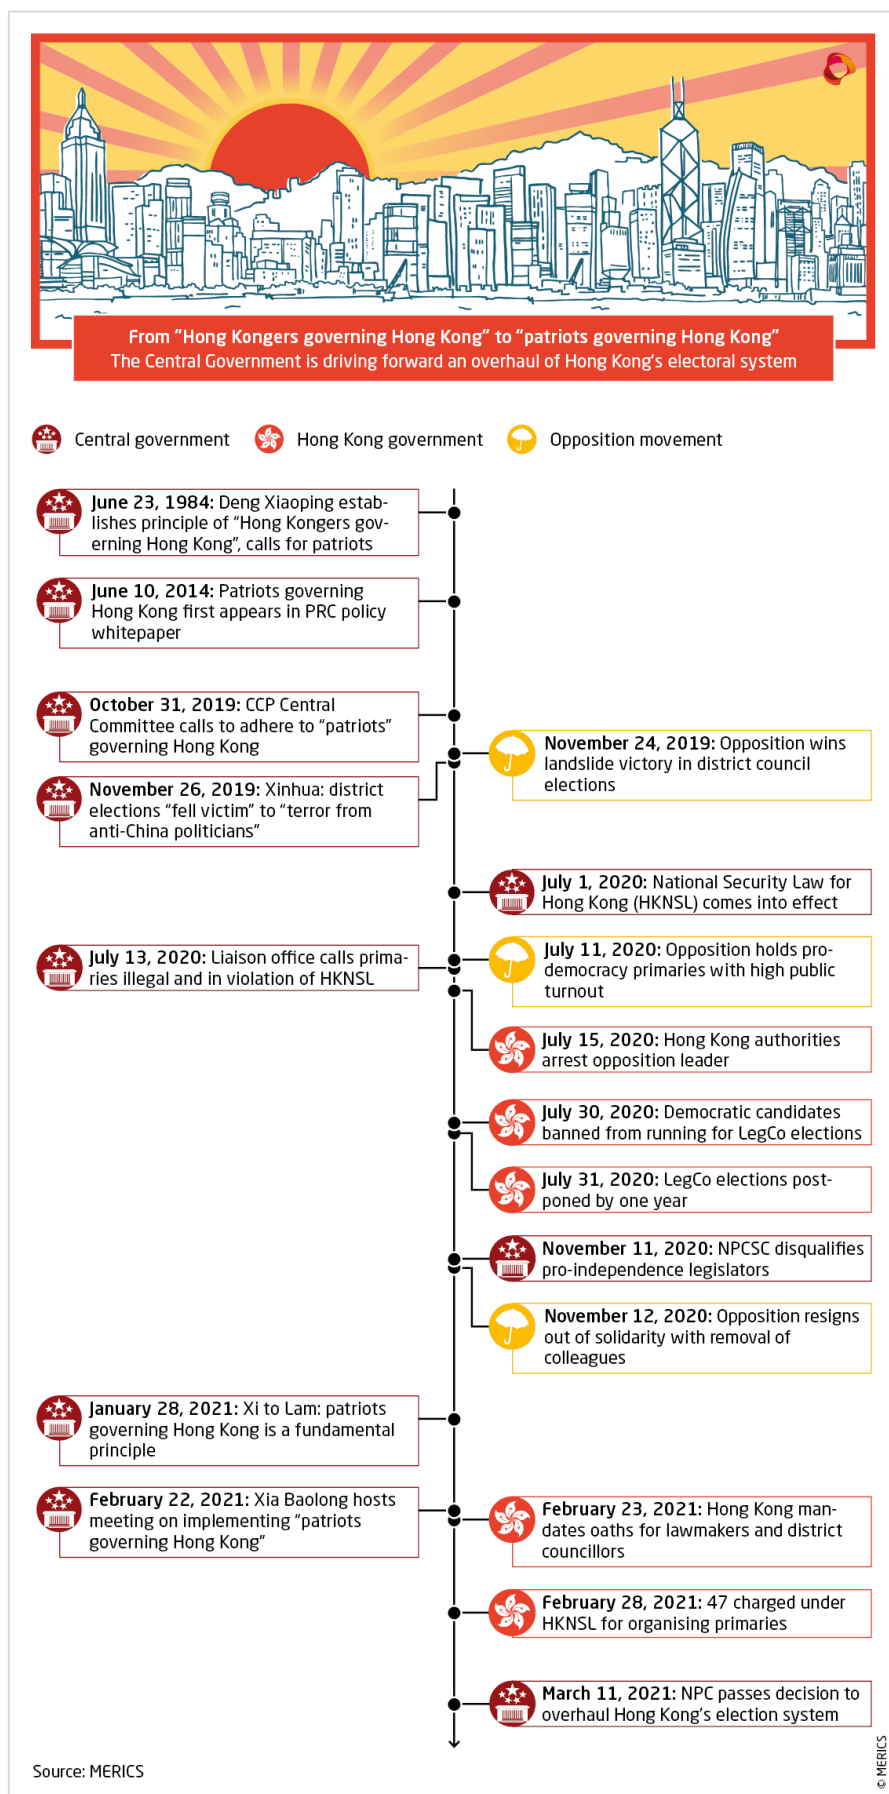 From "Hong Kongers governing Hong Kong" to "patriots governing Hong Kong"
The Central Government is driving forward an overhaul of Hong Kong's electoral system
Central government
Hong Kong government
Opposition movement
June 23, 1984: Deng Xiaoping estab-
lishes principle of "Hong Kongers gov-
erning Hong Kong", calls for patriots
June 10, 2014: Patriots governing
Hong Kong first appears in PRC policy
whitepaper
October 31, 2019: CCP Central
Committee calls to adhere to "patriots"
governing Hong Kong
November 24, 2019: Opposition wins
landslide victory in district council
elections
November 26, 2019: Xinhua: district
elections "fell victim" to "terror from
anti-China politicians"
July 1, 2020: National Security Law for
Hong Kong (HKNSL) comes into effect
July 11, 2020: Opposition holds pro-
democracy primaries with high public
turnout
July 13, 2020: Liaison office calls prima-
ries illegal and in violation of HKNSL
July 15, 2020: Hong Kong authorities
arrest opposition leader
July 30, 2020: Democratic candidates
banned from running for LegCo elections
July 31, 2020: LegCo elections post-
poned by one year
November 11, 2020: NPCSC disqualifies
pro-independence legislators
November 12, 2020: Opposition resigns
out of solidarity with removal of
colleagues
January 28, 2021: Xi to Lam: patriots
governing Hong Kong is a fundamental
principle
February 22, 2021: Xia Baolong hosts
meeting on implementing "patriots
governing Hong Kong"
February 23, 2021: Hong Kong man-
dates oaths for lawmakers and district
councillors
February 28, 2021: 47 charged under
HKNSL for organising primaries
March 11, 2021: NPC passes decision to
overhaul Hong Kong's election system
Source: MERICS
© MERICS